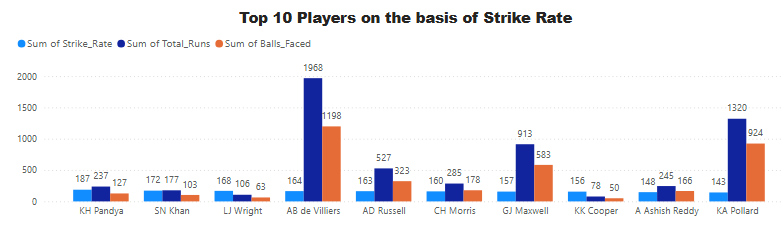 Top 10 Players on the basis of Strike Rate
Sum of Strike_Rate Sum of Total_Runs Sum of Balls_Faced
2000
1500
1000
500
0
187 237 127
172 177 103
168 106 63
164 1968 1198
163 527 323
160 285 178
157 913 583
156 78 50
148 245 166
143 1320 924
KH Pandya SN Khan LJ Wright AB de Villiers AD Russell CH Morris GJ Maxwell KK Cooper A Ashish Reddy KA Pollard